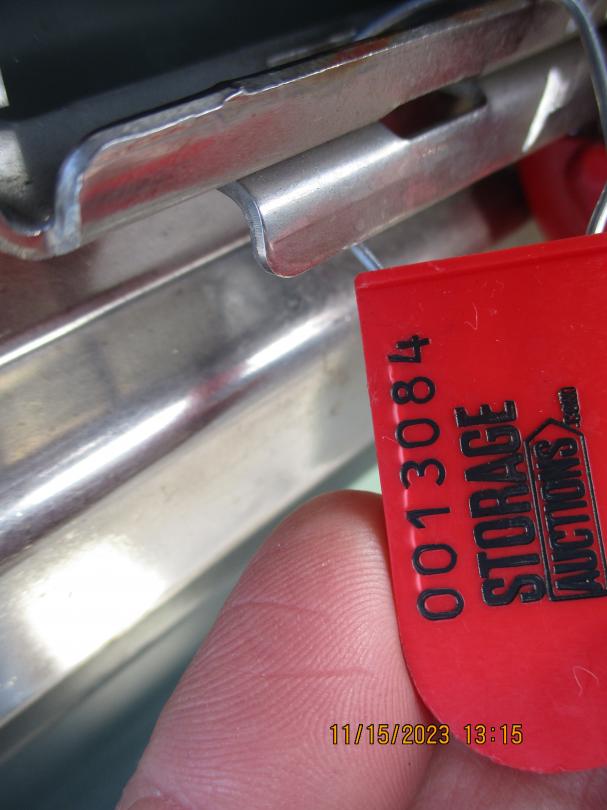 0013084
STORAGE
AUCTIONS
.com
11/15/2023 13:15